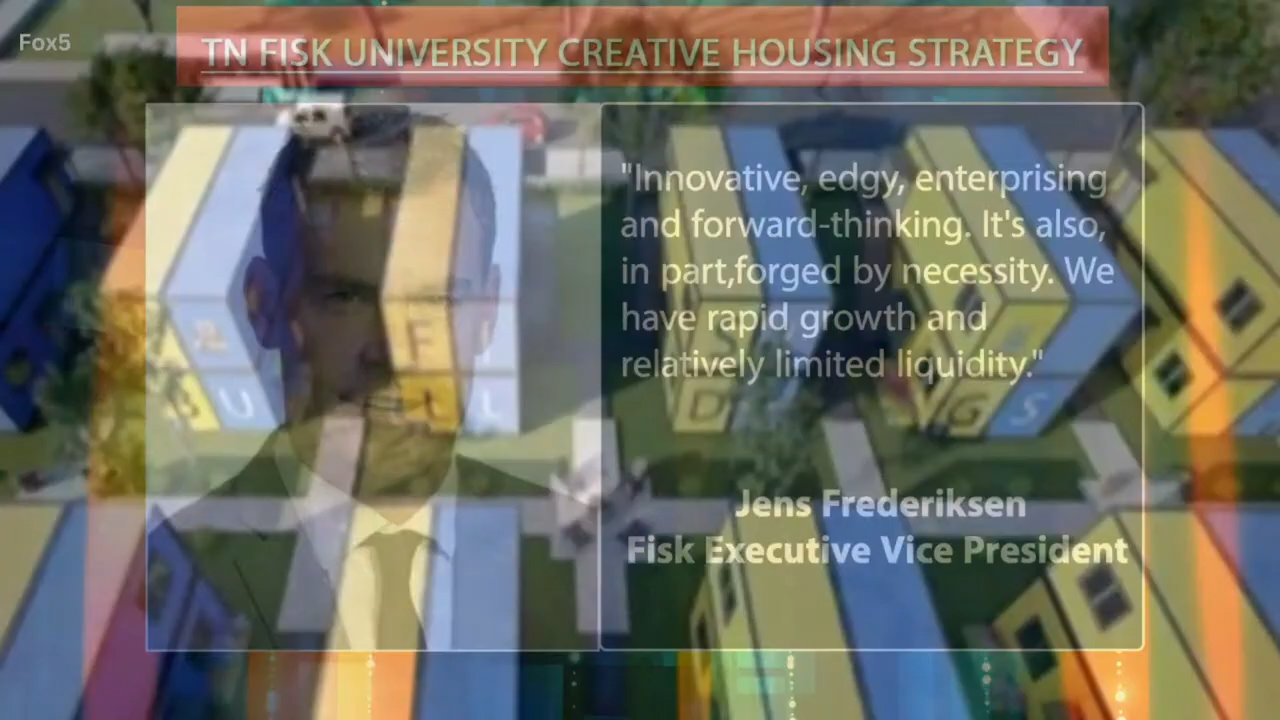 Fox5
TN FISK UNIVERSITY CREATIVE HOUSING STRATEGY
"Innovative, edgy, enterprising
and forward-thinking. It's also,
in part,forged by necessity. We
have rapid growth and
relatively limited liquidity."
Jens Frederiksen
Fisk Executive Vice President
F
U
L
S
D
G
S